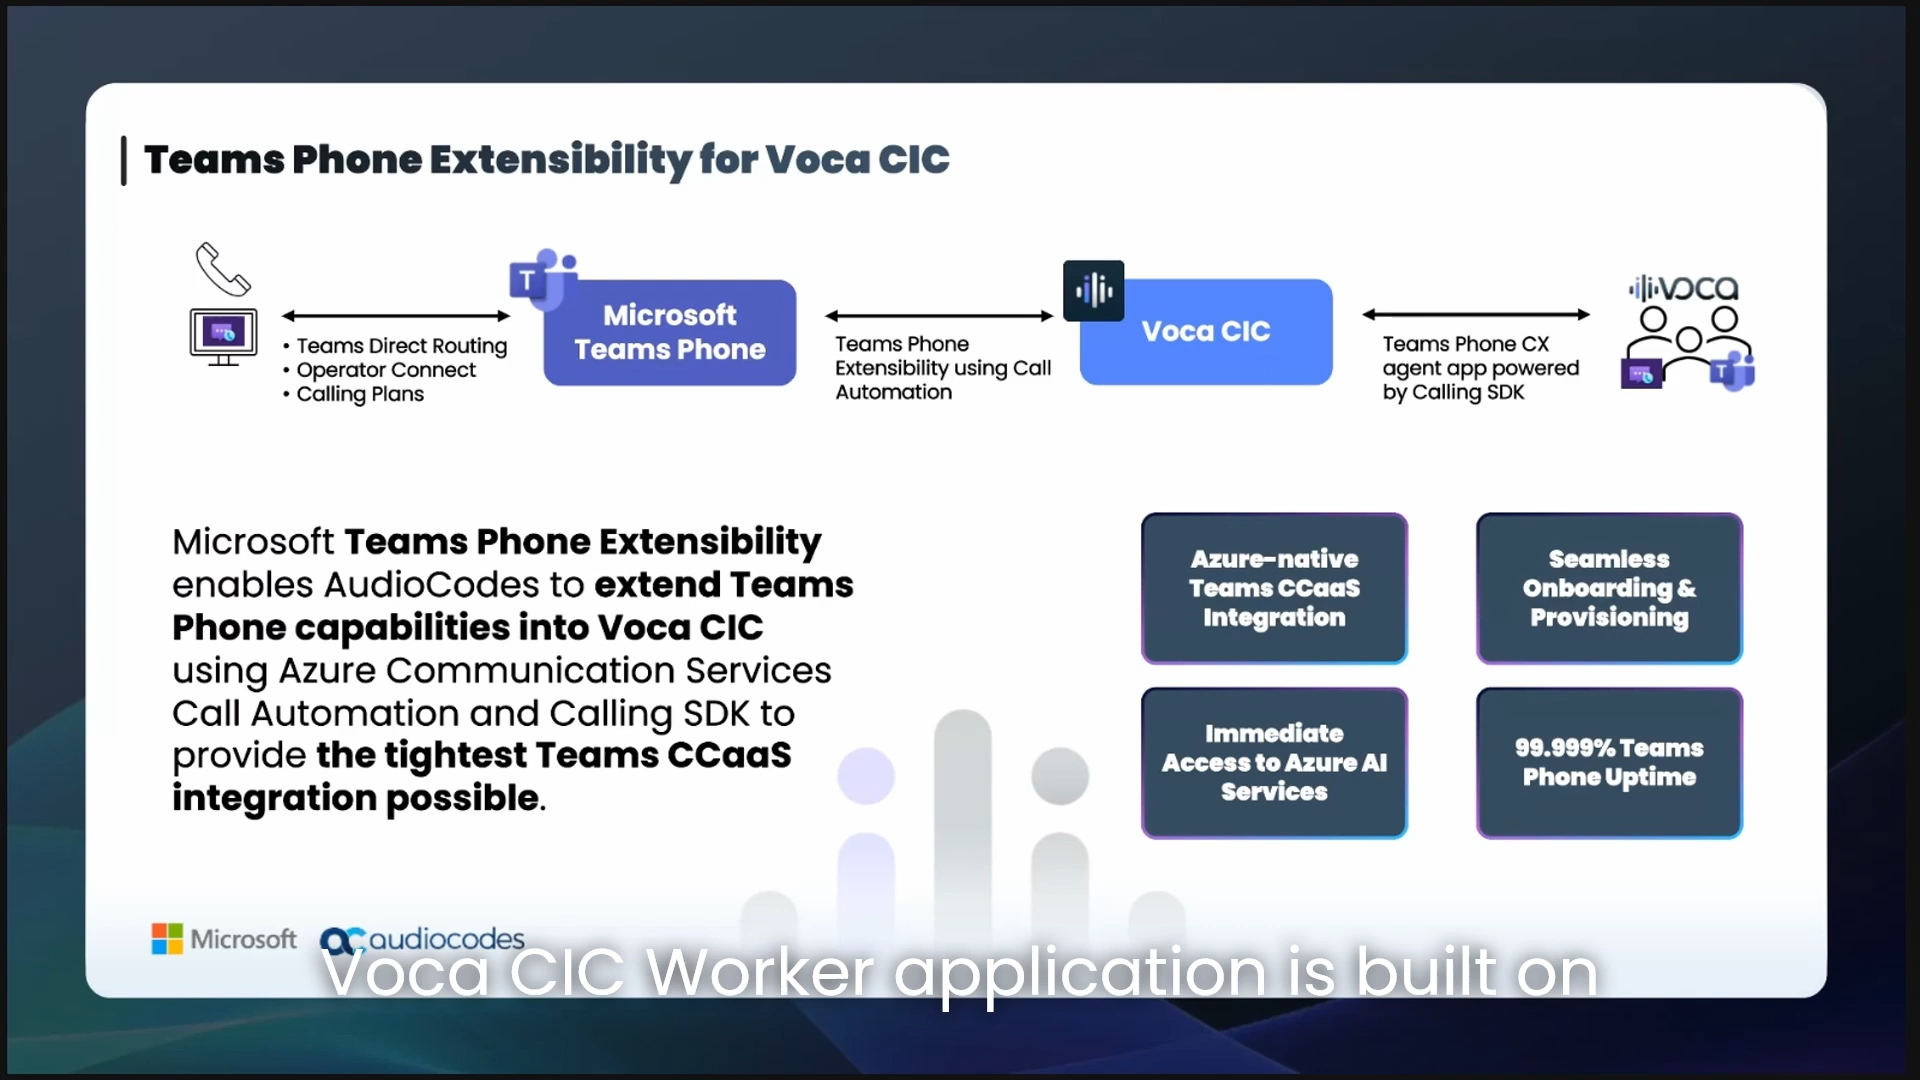 Teams Phone Extensibility for Voca CIC
T
Microsoft
Teams Phone
Voca CIC
voca
• Teams Direct Routing
• Operator Connect
• Calling Plans
Teams Phone
Extensibility using Call
Automation
Teams Phone CX
agent app powered
by Calling SDK
T
Microsoft Teams Phone Extensibility
enables AudioCodes to extend Teams
Phone capabilities into Voca CIC
using Azure Communication Services
Call Automation and Calling SDK to
provide the tightest Teams CCaaS
integration possible.
Azure-native
Teams CCaaS
Integration
Seamless
Onboarding &
Provisioning
Immediate
Access to Azure AI
Services
99.999% Teams
Phone Uptime
Microsoft
ac audiocodes
Voca CIC Worker application is built on